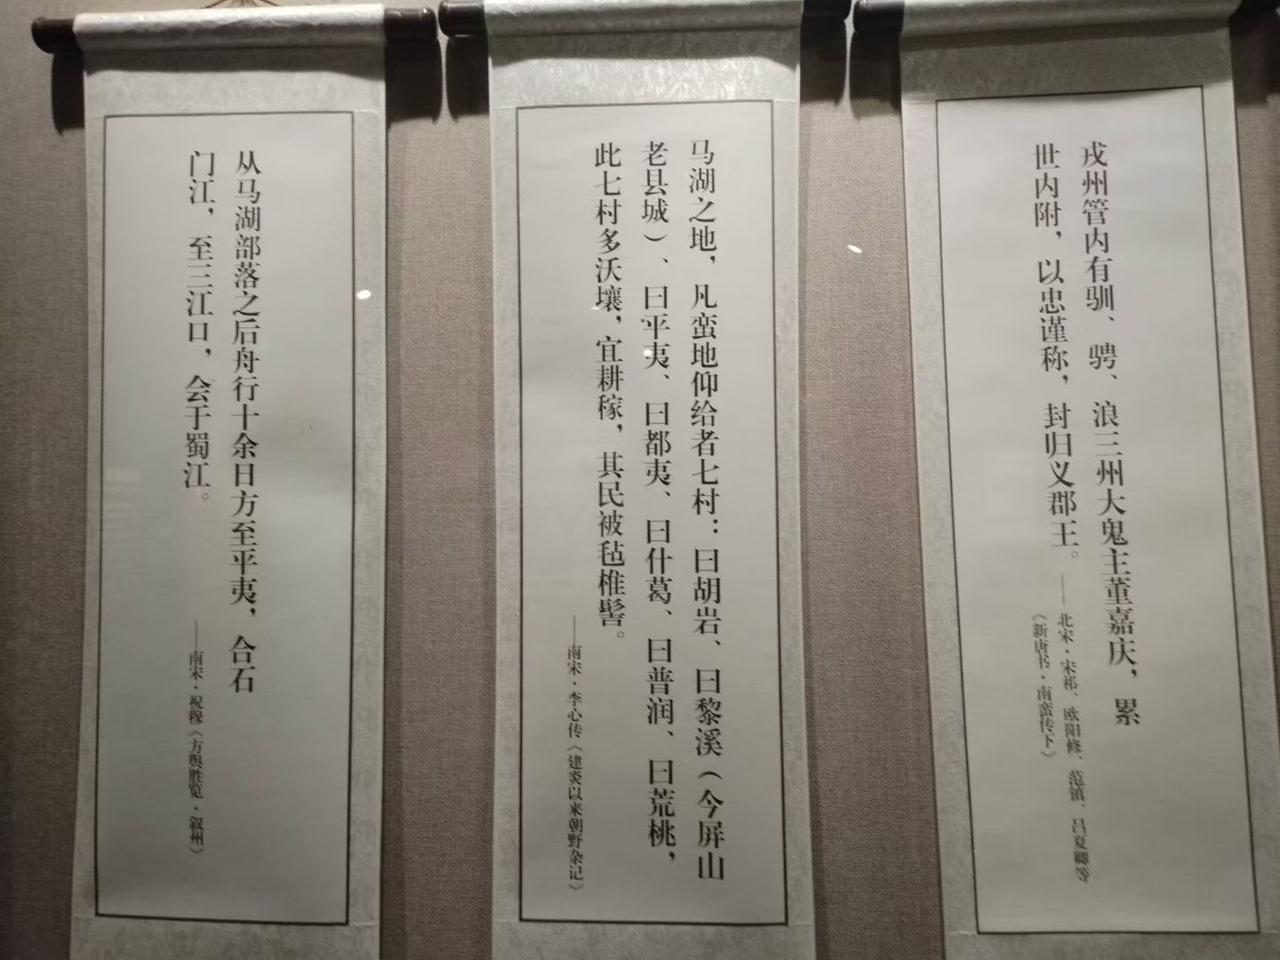 戎州管内有驯、骋、浪三州大鬼主董嘉庆，累
世内附，以忠谨称，封归义郡王。
——北宋·宋祁、欧阳修、范镇、吕夏卿等
《新唐书·南蛮传下》
马湖之地，凡蛮地仰给者七村：曰胡岩、曰黎溪（今屏山
老县城）、曰平夷、曰都夷、曰什葛、曰普润、曰荒桃，
此七村多沃壤，宜耕稼，其民被毡椎髻。
——南宋·李心传《建炎以来朝野杂记》
从马湖部落之后舟行十余日方至平夷，合石
门江，至三江口，会于蜀江。
——南宋·祝穆《方舆胜览·叙州》